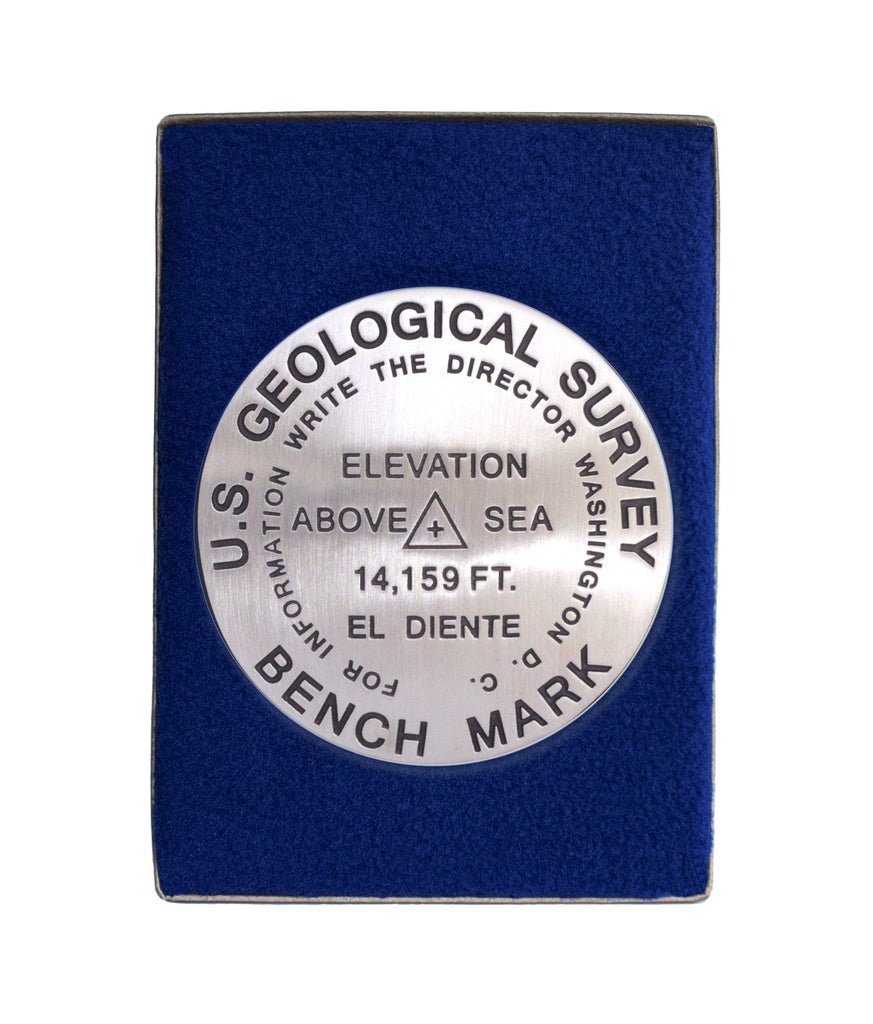 U.S. GEOLOGICAL SURVEY
FOR INFORMATION WRITE THE DIRECTOR WASHINGTON D. C.
ELEVATION
ABOVE + SEA
14,159 FT.
EL DIENTE
BENCH MARK